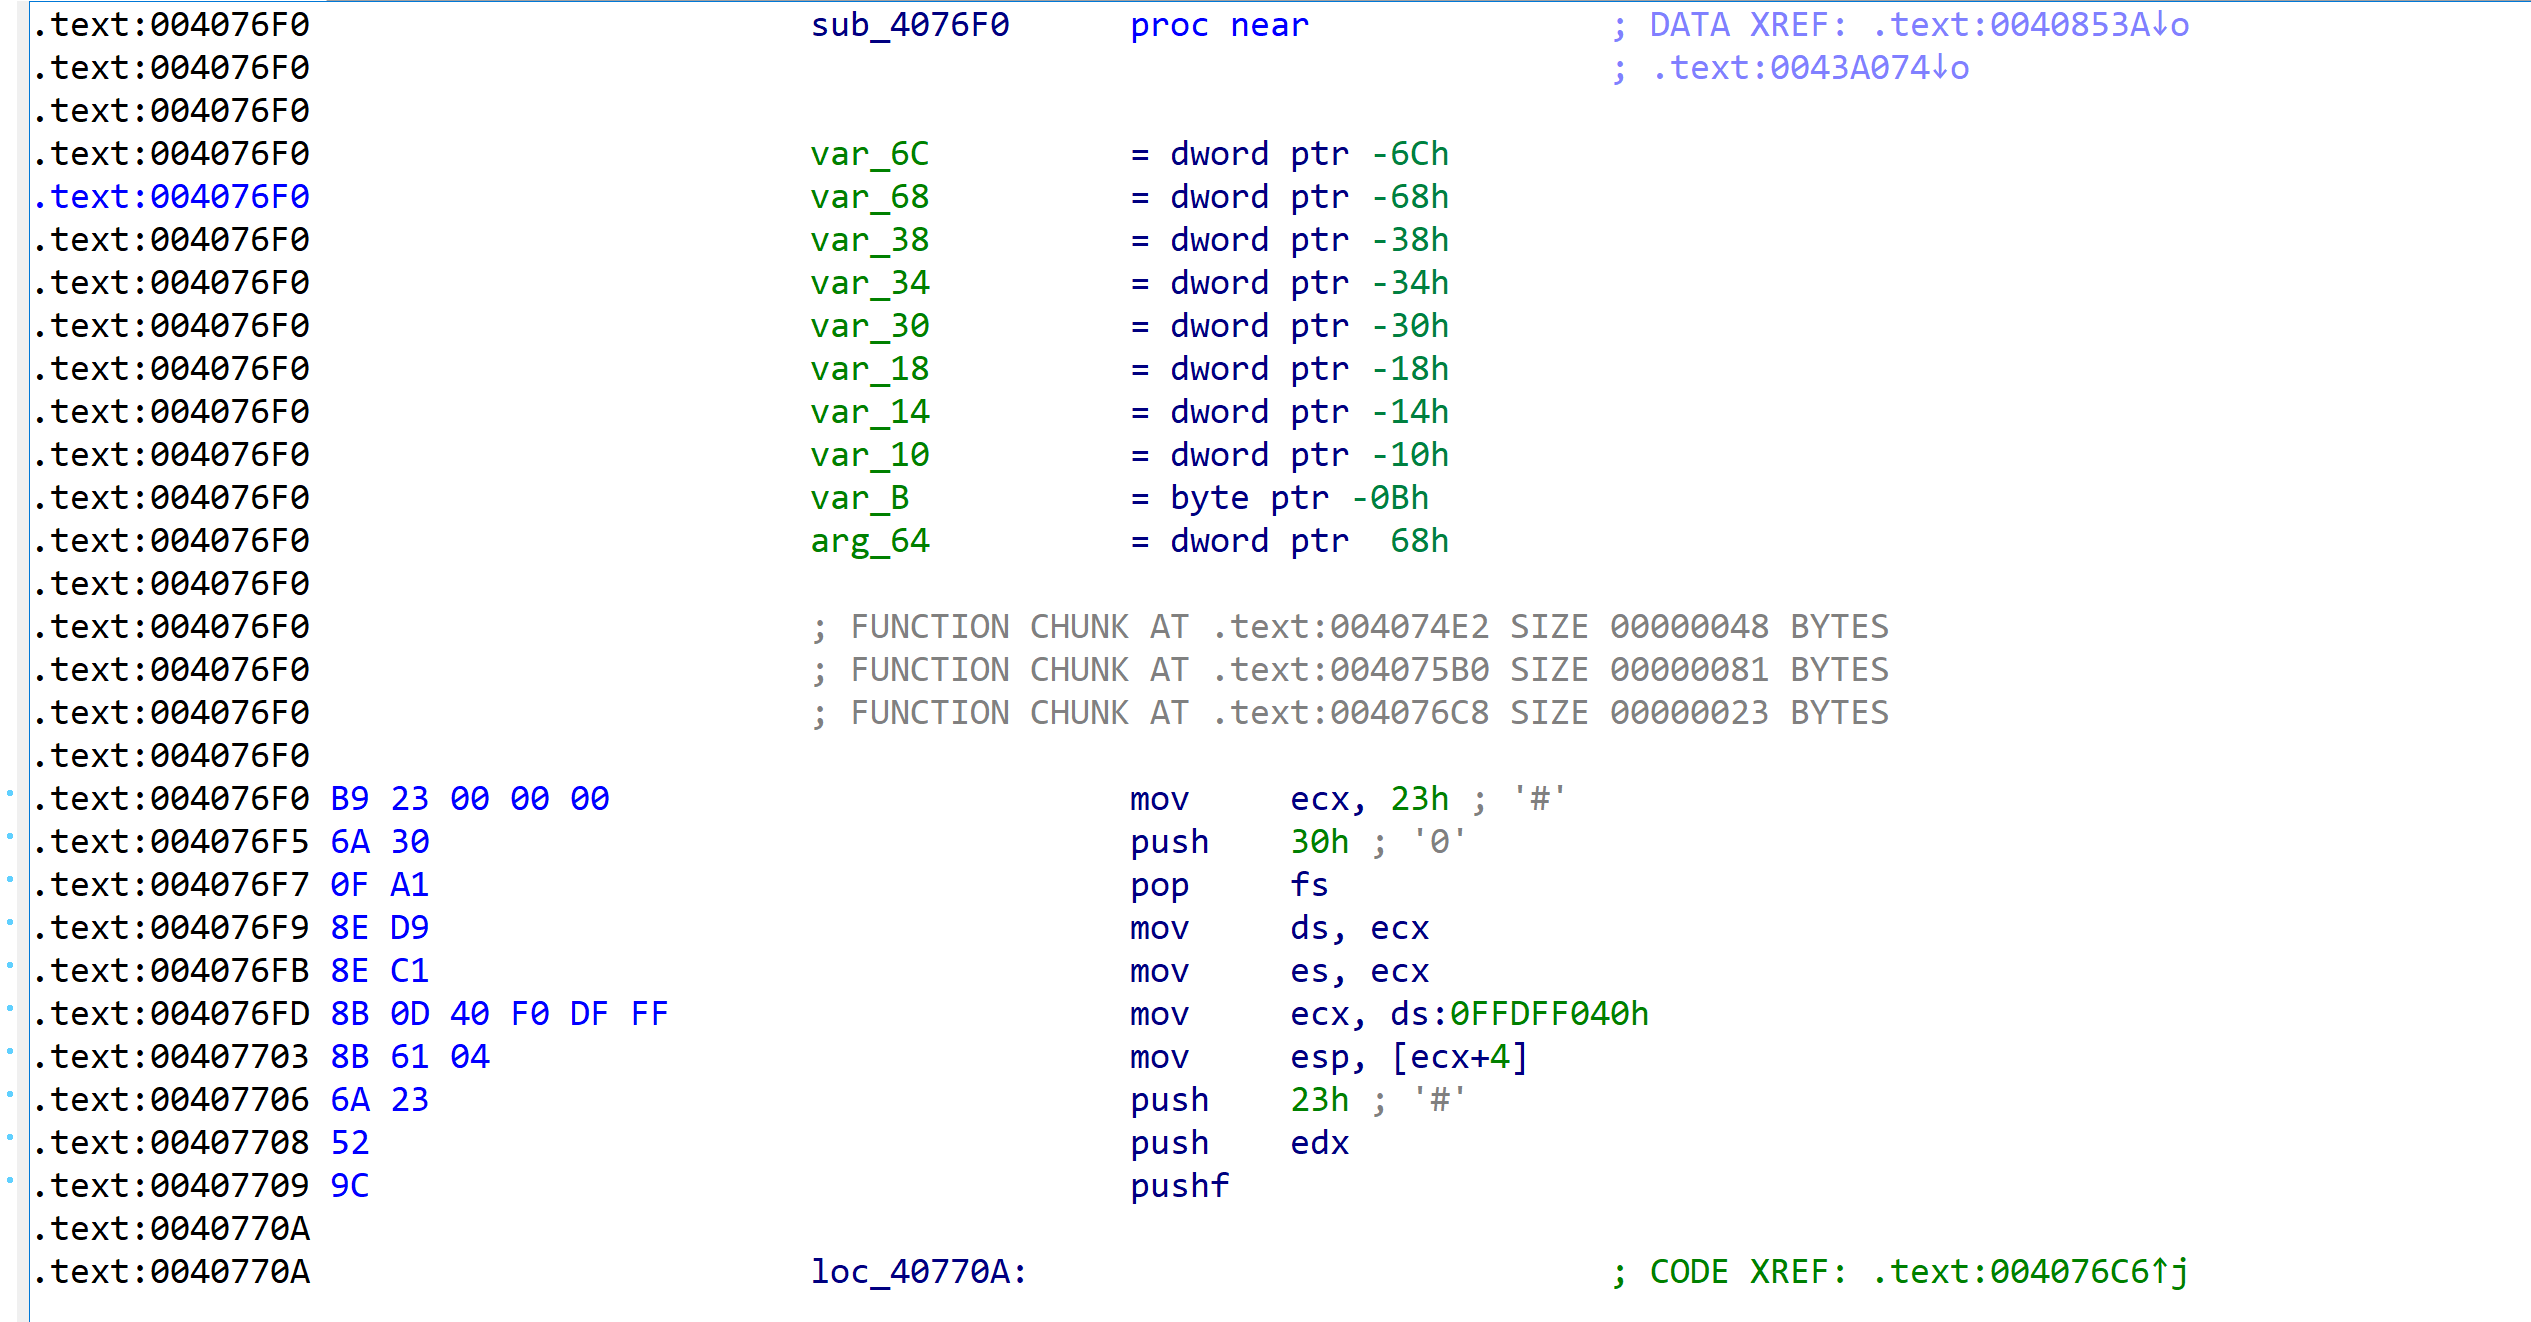 .text:004076F0 sub_4076F0 proc near ; DATA XREF: .text:0040853A↓o
.text:004076F0 ; .text:0043A074↓o
.text:004076F0
.text:004076F0 var_6C = dword ptr -6Ch
.text:004076F0 var_68 = dword ptr -68h
.text:004076F0 var_38 = dword ptr -38h
.text:004076F0 var_34 = dword ptr -34h
.text:004076F0 var_30 = dword ptr -30h
.text:004076F0 var_18 = dword ptr -18h
.text:004076F0 var_14 = dword ptr -14h
.text:004076F0 var_10 = dword ptr -10h
.text:004076F0 var_B = byte ptr -0Bh
.text:004076F0 arg_64 = dword ptr 68h
.text:004076F0
.text:004076F0 ; FUNCTION CHUNK AT .text:004074E2 SIZE 00000048 BYTES
.text:004076F0 ; FUNCTION CHUNK AT .text:004075B0 SIZE 00000081 BYTES
.text:004076F0 ; FUNCTION CHUNK AT .text:004076C8 SIZE 00000023 BYTES
.text:004076F0
.text:004076F0 B9 23 00 00 00 mov ecx, 23h ; '#'
.text:004076F5 6A 30 push 30h ; '0'
.text:004076F7 0F A1 pop fs
.text:004076F9 8E D9 mov ds, ecx
.text:004076FB 8E C1 mov es, ecx
.text:004076FD 8B 0D 40 F0 DF FF mov ecx, ds:0FFDFF040h
.text:00407703 8B 61 04 mov esp, [ecx+4]
.text:00407706 6A 23 push 23h ; '#'
.text:00407708 52 push edx
.text:00407709 9C pushf
.text:0040770A
.text:0040770A loc_40770A: ; CODE XREF: .text:004076C6↑j